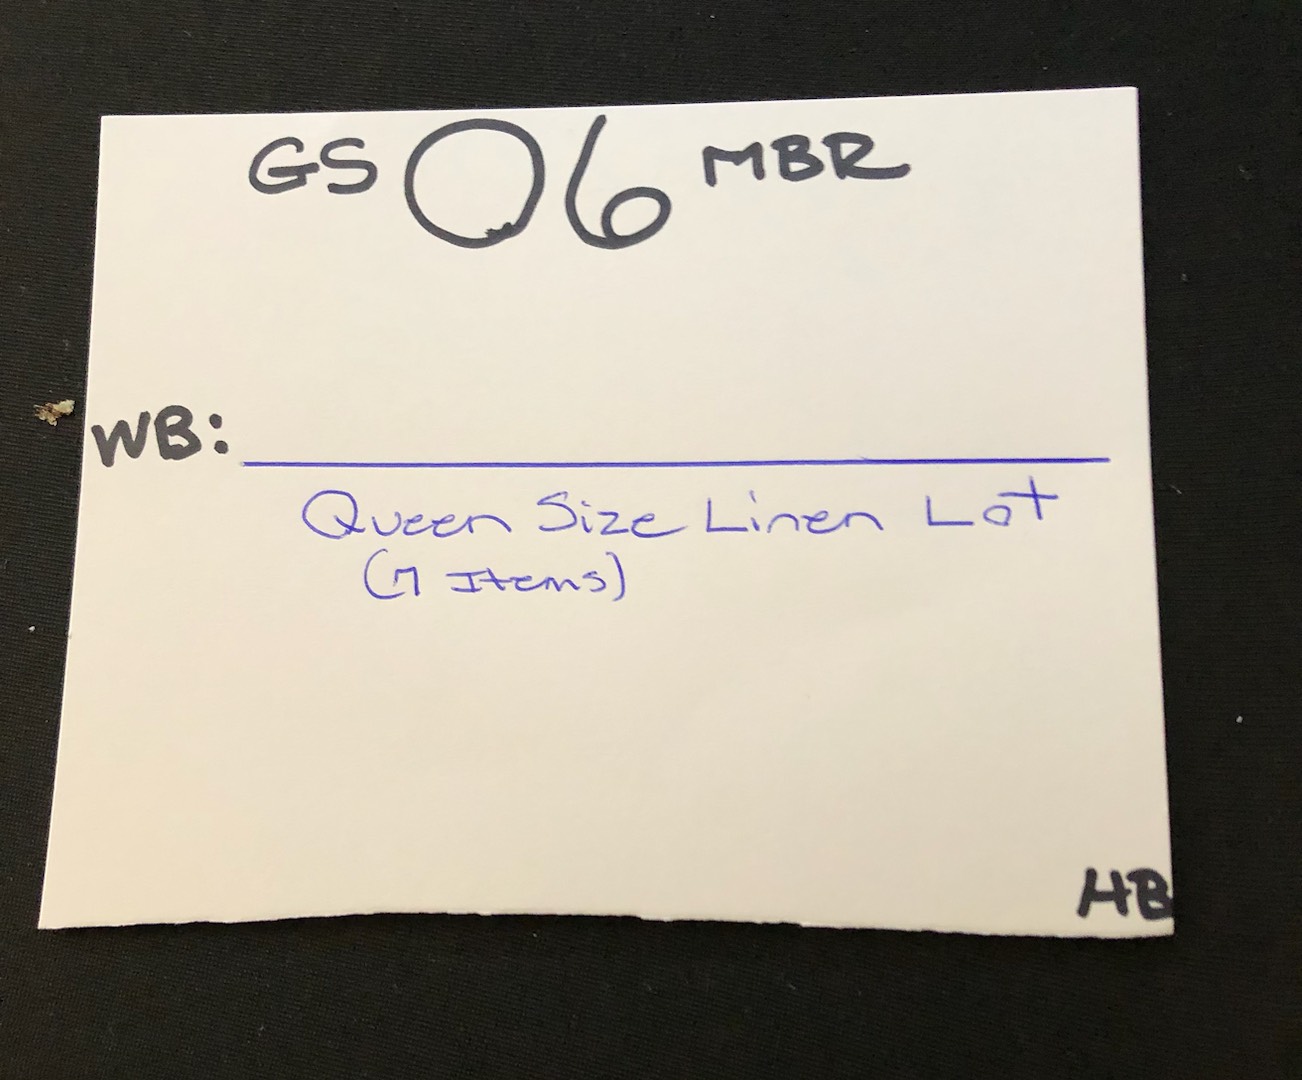 GS 06 MBR
WB:
Queen Size Linen Lot
(7 Items)
HB